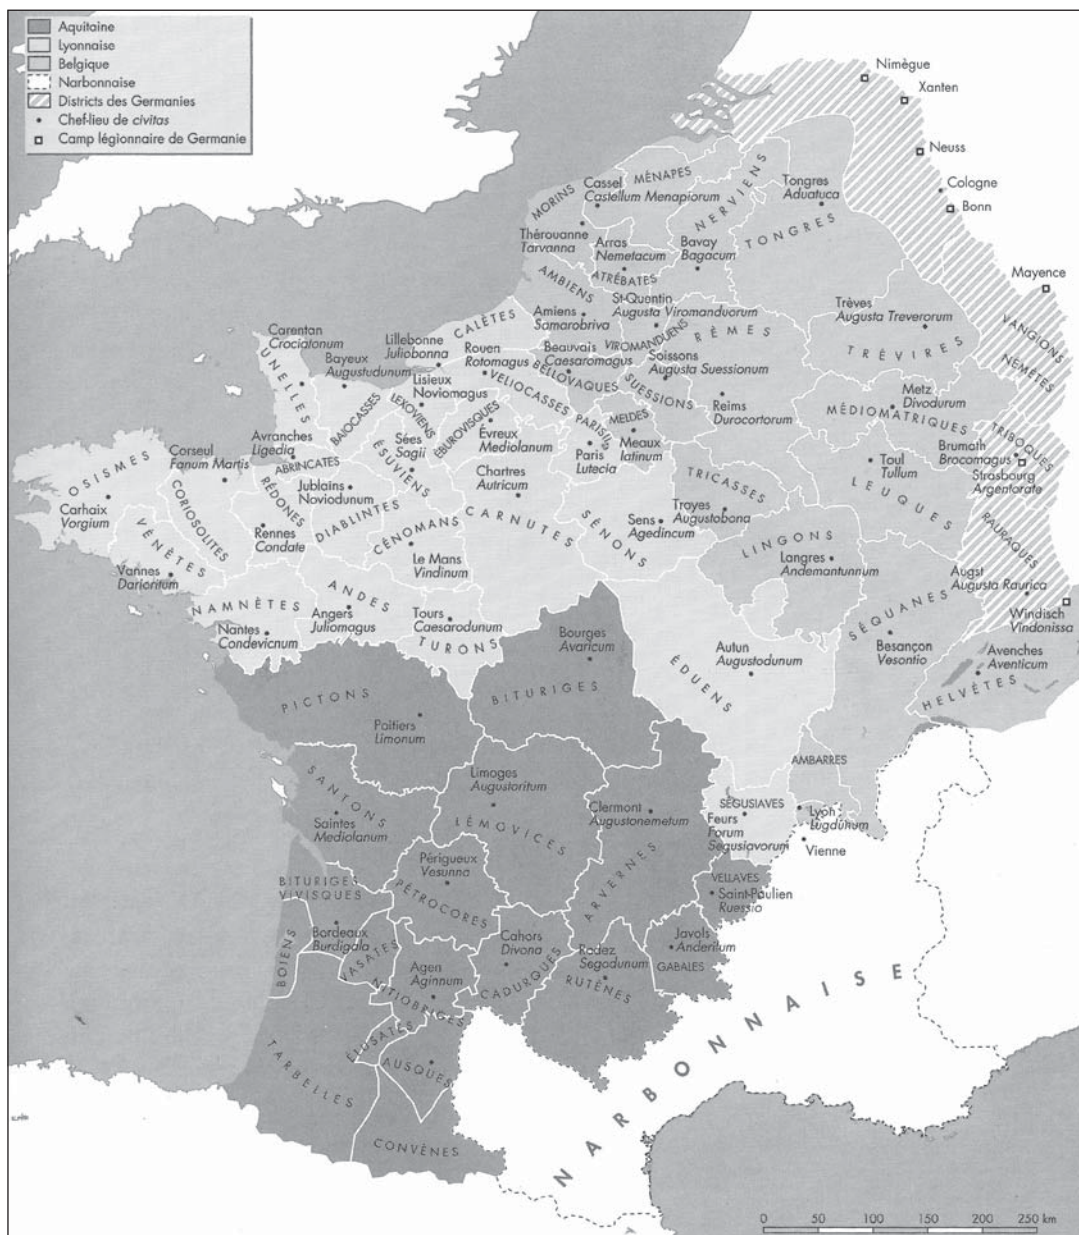 Aquitaine
Lyonnaise
Belgique
Narbonnaise
Districts des Germanies
Chef-lieu de civitas
Camp légionnaire de Germanie
Nimègue
Xanten
Neuss
Cologne
Bonn
Mayence
MÉNAPES
Cassel
Castellum Menapiorum
MORINS
NERVIENS
Tongres
Aduatuca
TONGRES
Thérouanne
Tarvanna
Arras
Nemetacum
Bavay
Bagacum
ATRÉBATES
AMBIENS
St-Quentin
Augusta Viromanduorum
Amiens
Samarobriva
VIROMANDUENS
RÈMES
Trèves
Augusta Treverorum
TRÉVIRES
VANGIONS
NÉMÈTES
Carentan
Crociatonum
UNELLES
Bayeux
Augustudunum
Lillebonne
Juliobonna
CALÈTES
Rouen
Rotomagus
Beauvais
Caesaromagus
BELLOVAQUES
Soissons
Augusta Suessionum
SUESSIONS
Lisieux
Noviomagus
VELIOCASSES
PARISII
MELDES
Reims
Durocortorum
Metz
Divodurum
MÉDIOMATRIQUES
TRIBOQUES
BAJOCASSES
LEXOVIENS
ÉBUROVISQUES
Évreux
Mediolanum
Meaux
Iatinum
Paris
Lutecia
Brumath
Brocomagus
Strasbourg
Argentorate
Toul
Tullum
LEUQUES
Avranches
Ligedia
ABRINCATES
Sées
Sagii
ÉSUVIENS
Chartres
Autricum
CARNUTES
TRICASSES
Troyes
Augustobona
Corseul
Fanum Martis
OSISMES
Carhaix
Vorgium
CORIOSOLITES
RÉDONES
Jublains
Noviodunum
DIABLINTES
CÉNOMANS
SÉNONS
Sens
Agedincum
LINGONS
Langres
Andemantunnum
RAURAQUES
Rennes
Condate
Le Mans
Vindinum
VÉNÈTES
Vannes
Darioritum
Augst
Augusta Raurica
Windisch
Vindonissa
NAMNÈTES
ANDES
Angers
Juliomagus
Tours
Caesarodunum
TURONS
Nantes
Condevicnum
Bourges
Avaricum
BITURIGES
Autun
Augustodunum
ÉDUENS
SÉQUANES
Besançon
Vesontio
Avenches
Aventicum
HELVÈTES
PICTONS
Poitiers
Limonum
AMBARRES
Limoges
Augustoritum
LÉMOVICES
Clermont
Augustonemetum
ARVERNES
SÉGUSIAVES
Feurs
Forum
Segusiavorum
Lyon
Lugdunum
Vienne
SANTONS
Saintes
Mediolanum
Périgueux
Vesunna
PÉTROCORES
VELLAVES
Saint-Paulien
Ruessio
BITURIGES
VIVISQUES
Bordeaux
Burdigala
BOÏENS
VASATES
Agen
Aginnum
NITIOBRIGES
Cahors
Divona
CADURQUES
Rodez
Segodunum
RUTÈNES
Javols
Anderitum
GABALES
ÉLUSATES
AUSQUES
TARBELLES
CONVÈNES
NARBONNAISE
0 50 100 150 200 250 km